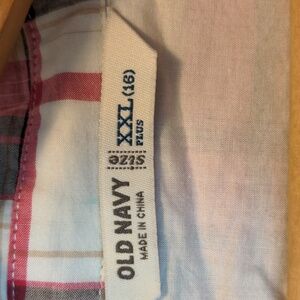 OLD NAVY
MADE IN CHINA
size
XXL (16)
PLUS